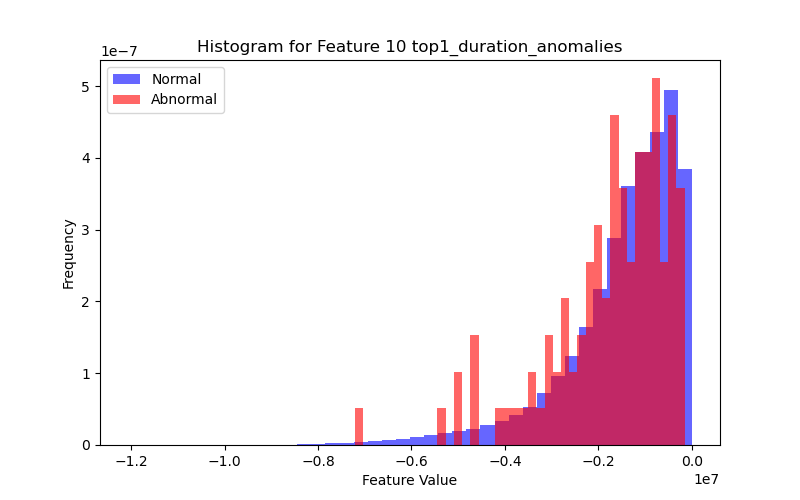 Histogram for Feature 10 top1_duration_anomalies
1e−7
Normal
Abnormal
5
4
3
2
1
0
Frequency
−1.2
−1.0
−0.8
−0.6
−0.4
−0.2
0.0
1e7
Feature Value